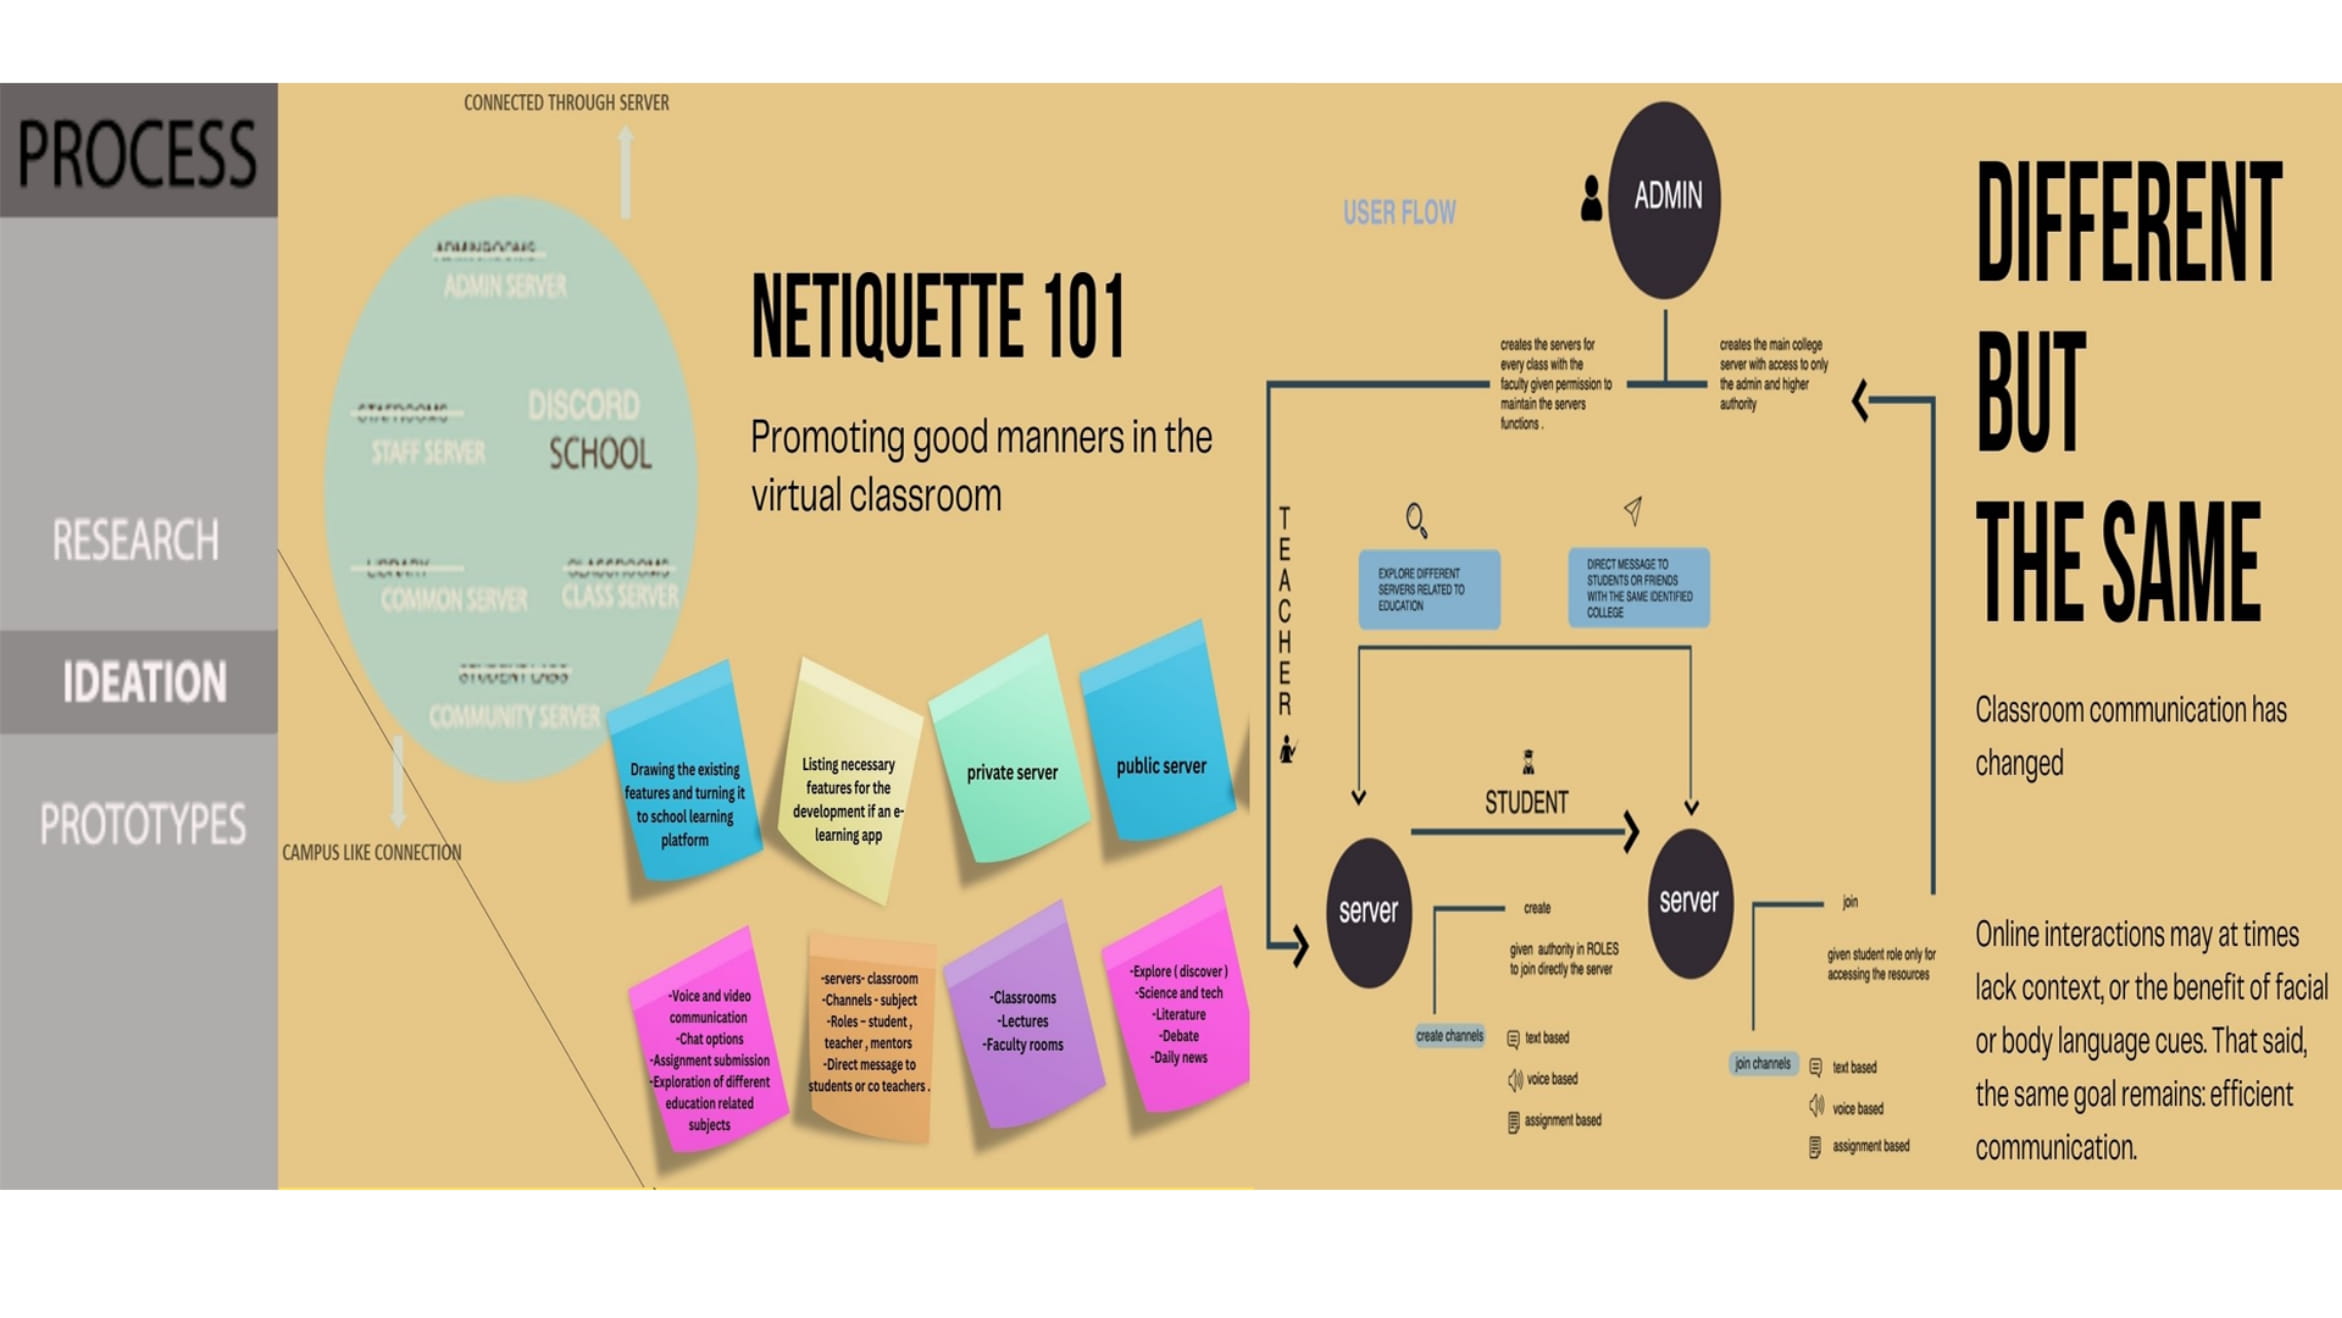 PROCESS
RESEARCH
IDEATION
PROTOTYPES
CONNECTED THROUGH SERVER
ADMINROOMS
ADMIN SERVER
STAFFROOMS
STAFF SERVER
DISCORD
SCHOOL
LIBRARY
COMMON SERVER
CLASSROOMS
CLASS SERVER
STUDENT LABS
COMMUNITY SERVER
CAMPUS LIKE CONNECTION
NETIQUETTE 101
Promoting good manners in the
virtual classroom
Drawing the existing
features and turning it
to school learning
platform
Listing necessary
features for the
development if an e-
learning app
private server
public server
-Voice and video
communication
-Chat options
-Assignment submission
-Exploration of different
education related
subjects
-servers- classroom
-Channels - subject
-Roles – student ,
teacher , mentors
-Direct message to
students or co teachers .
-Classrooms
-Lectures
-Faculty rooms
-Explore ( discover )
-Science and tech
-Literature
-Debate
-Daily news
USER FLOW
ADMIN
creates the servers for
every class with the
faculty given permission to
maintain the servers
functions .
creates the main college
server with access to only
the admin and higher
authority
TEACHER
EXPLORE DIFFERENT
SERVERS RELATED TO
EDUCATION
DIRECT MESSAGE TO
STUDENTS OR FRIENDS
WITH THE SAME IDENTIFIED
COLLEGE
STUDENT
server
server
create
given authority in ROLES
to join directly the server
create channels
text based
voice based
assignment based
join
given student role only for
accessing the resources
join channels
text based
voice based
assignment based
DIFFERENT
BUT
THE SAME
Classroom communication has
changed
Online interactions may at times
lack context, or the benefit of facial
or body language cues. That said,
the same goal remains: efficient
communication.